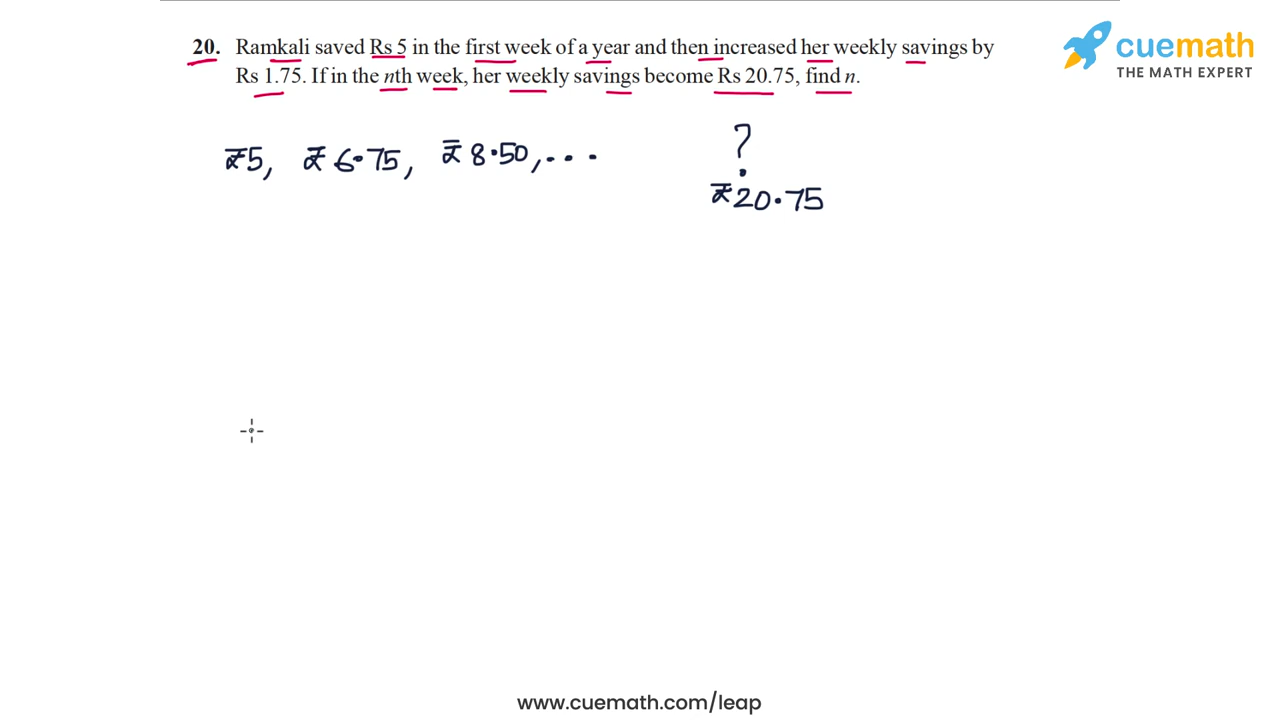 20. Ramkali saved Rs 5 in the first week of a year and then increased her weekly savings by
Rs 1.75. If in the nth week, her weekly savings become Rs 20.75, find n.
cuemath
THE MATH EXPERT
₹5, ₹6.75, ₹8.50, ... ?
₹20.75
www.cuemath.com/leap